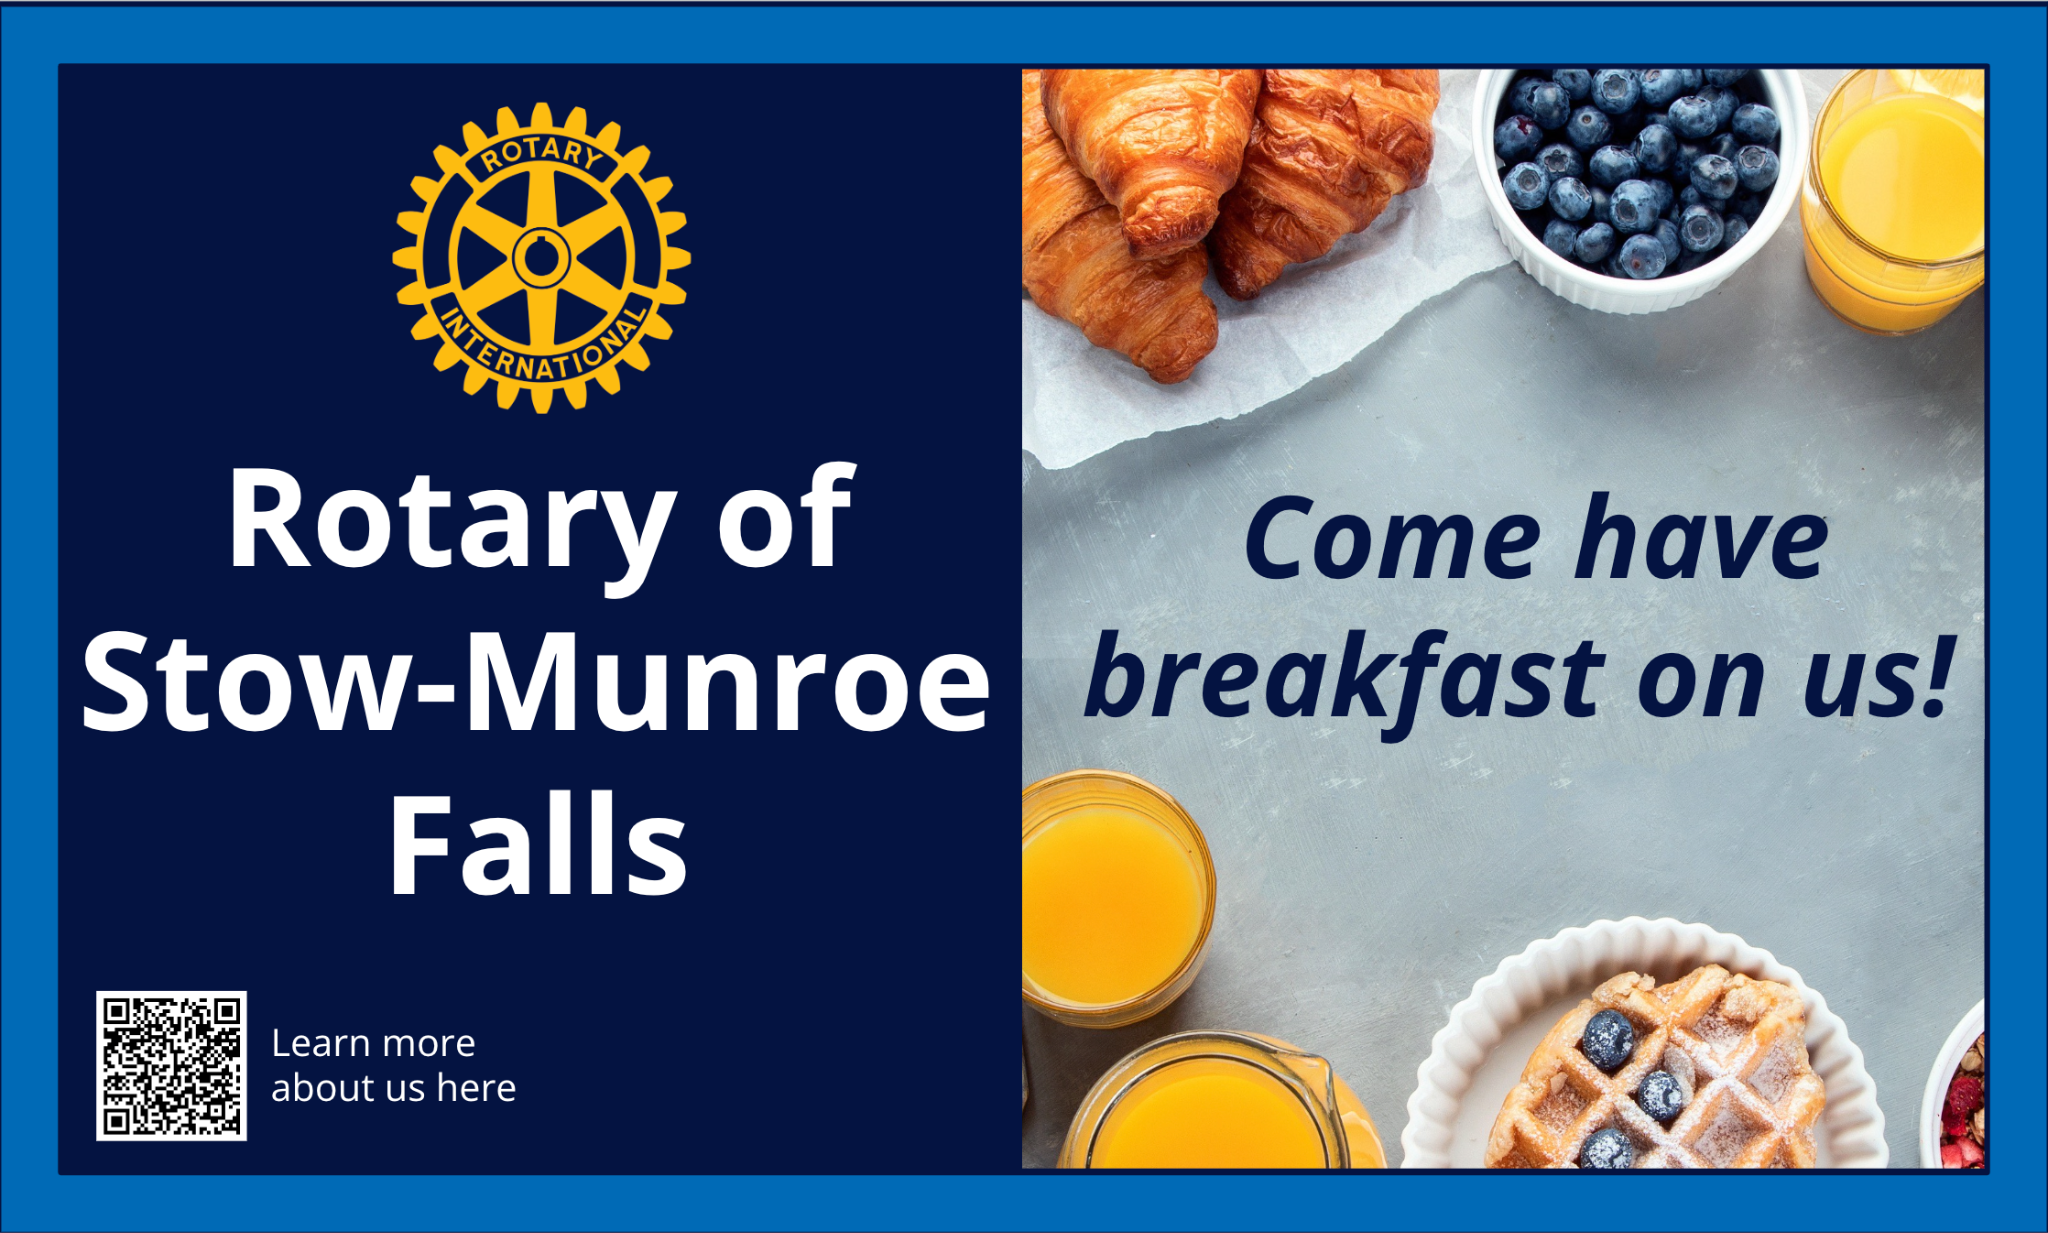 ROTARY
INTERNATIONAL
Rotary of
Stow-Munroe
Falls
Learn more
about us here
Come have
breakfast on us!